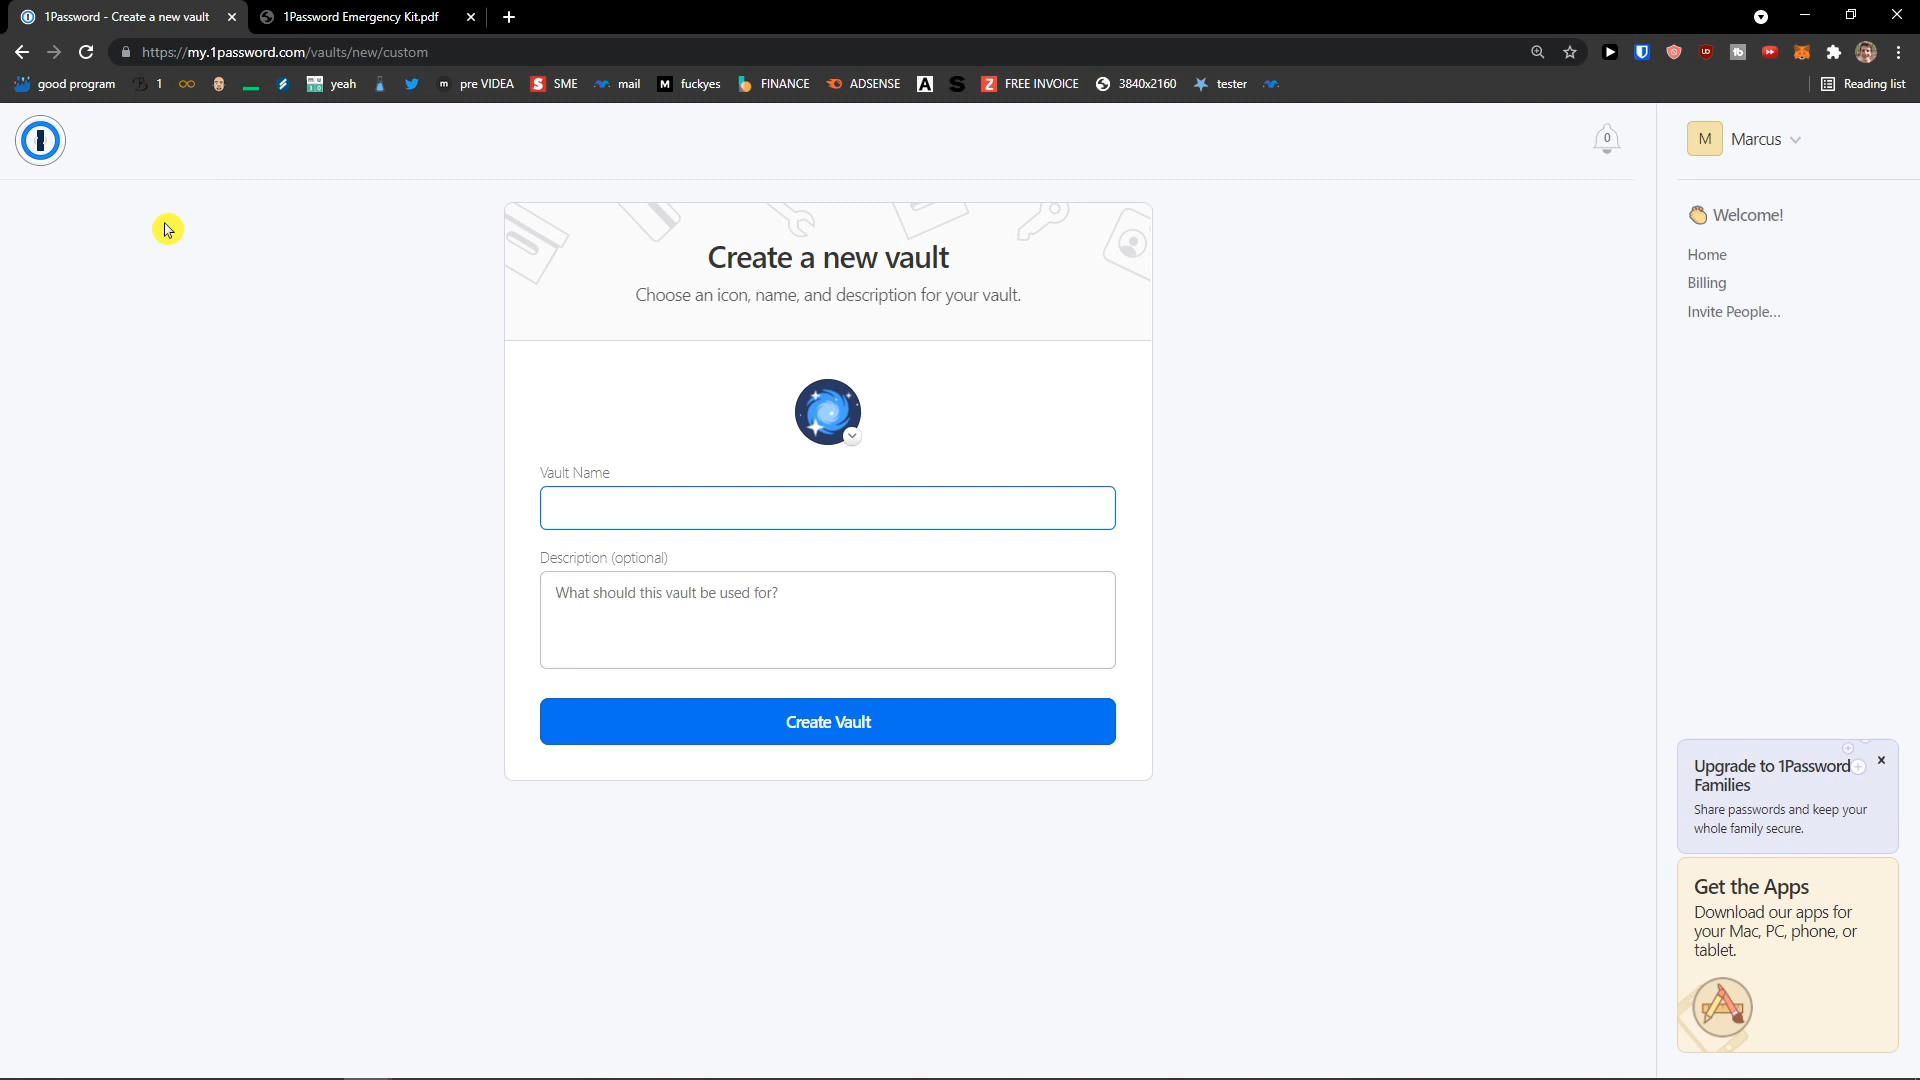 1Password - Create a new vault
1Password Emergency Kit.pdf
https://my.1password.com/vaults/new/custom
good program
1
yeah
pre VIDEA
SME
mail
fuckyes
FINANCE
ADSENSE
FREE INVOICE
3840x2160
tester
Reading list
0
M
Marcus
Create a new vault
Choose an icon, name, and description for your vault.
Vault Name
Description (optional)
What should this vault be used for?
Create Vault
Welcome!
Home
Billing
Invite People...
Upgrade to 1Password
Families
Share passwords and keep your
whole family secure.
Get the Apps
Download our apps for
your Mac, PC, phone, or
tablet.